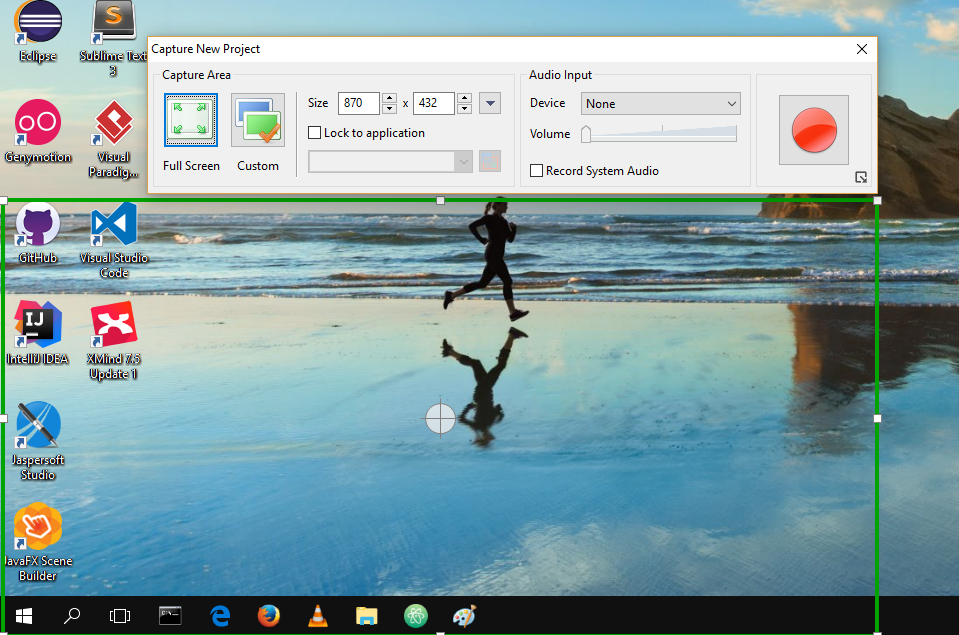 Eclipse
Sublime Text
3
Capture New Project
Capture Area
Audio Input
Size 870 x 432
Device None
Lock to application
Volume
Full Screen
Custom
Record System Audio
Genymotion
Visual
Paradig...
GitHub
Visual Studio
Code
IJ
IntelliJ IDEA
XMind 7.5
Update 1
Jaspersoft
Studio
JavaFX Scene
Builder